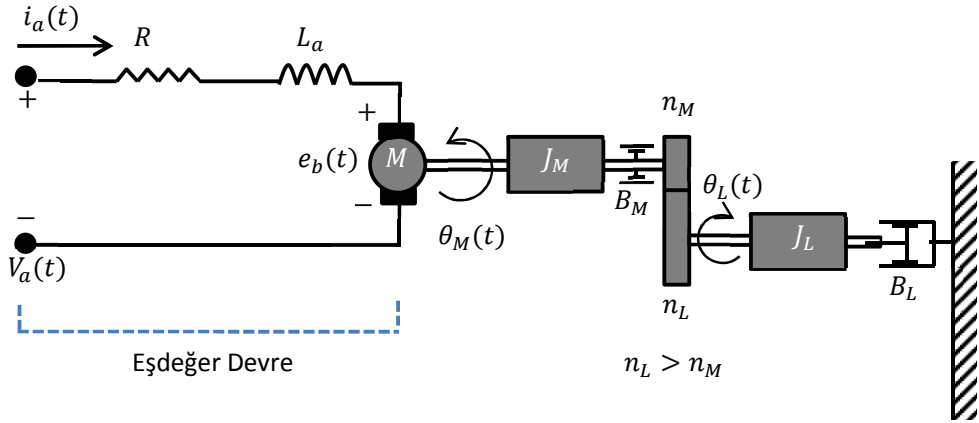 i_a(t)
R
L_a
+
+
e_b(t)
M
−
−
V_a(t)
θ_M(t)
J_M
B_M
n_M
n_L
θ_L(t)
J_L
B_L
Eşdeğer Devre
n_L > n_M